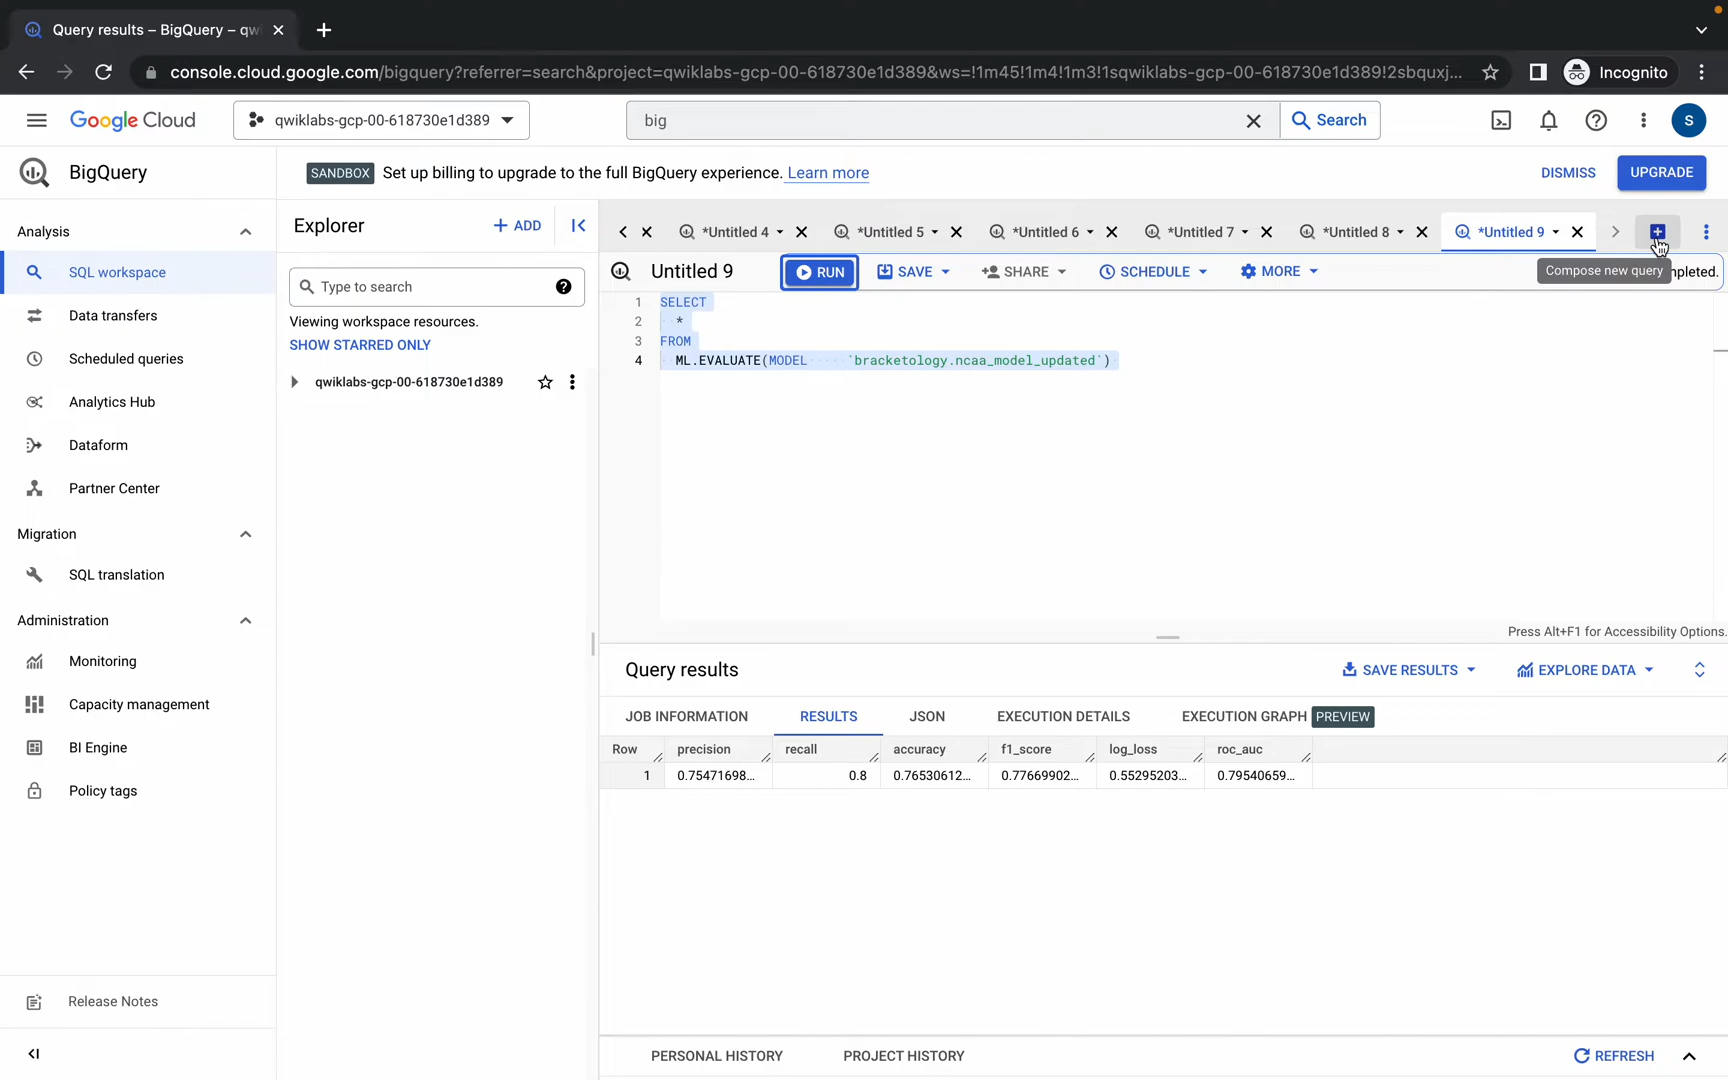 Query results – BigQuery – qwi
console.cloud.google.com/bigquery?referrer=search&project=qwiklabs-gcp-00-618730e1d389&ws=!1m45!1m4!1m3!1sqwiklabs-gcp-00-618730e1d389!2sbquxj...
Incognito
Google Cloud
qwiklabs-gcp-00-618730e1d389
big
Search
S
BigQuery
SANDBOX Set up billing to upgrade to the full BigQuery experience. Learn more
DISMISS
UPGRADE
Analysis
SQL workspace
Data transfers
Scheduled queries
Analytics Hub
Dataform
Partner Center
Migration
SQL translation
Administration
Monitoring
Capacity management
BI Engine
Policy tags
Release Notes
Explorer
+ ADD
Type to search
Viewing workspace resources.
SHOW STARRED ONLY
qwiklabs-gcp-00-618730e1d389
*Untitled 4
*Untitled 5
*Untitled 6
*Untitled 7
*Untitled 8
*Untitled 9
Untitled 9
RUN
SAVE
SHARE
SCHEDULE
MORE
Compose new query
mpleted.
1 SELECT
2 *
3 FROM
4 ML.EVALUATE(MODEL `bracketology.ncaa_model_updated`)
Press Alt+F1 for Accessibility Options.
Query results
SAVE RESULTS
EXPLORE DATA
JOB INFORMATION RESULTS JSON EXECUTION DETAILS EXECUTION GRAPH PREVIEW
Row precision recall accuracy f1_score log_loss roc_auc
1 0.75471698... 0.8 0.76530612... 0.77669902... 0.55295203... 0.79540659...
PERSONAL HISTORY PROJECT HISTORY
REFRESH